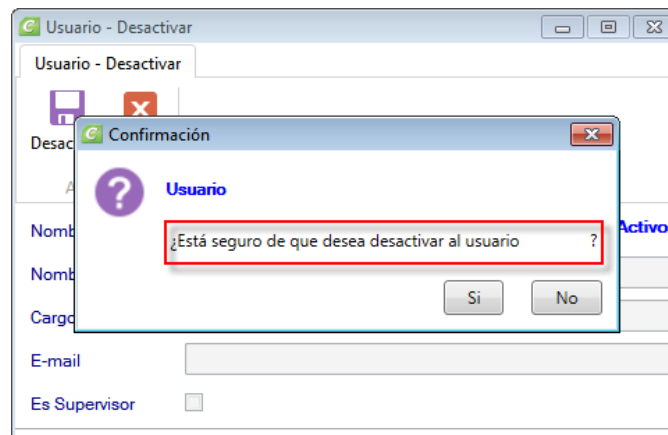 Usuario - Desactivar
Usuario - Desactivar
Desac
Confirmación
A
Usuario
Nomb
Activo
¿Está seguro de que desea desactivar al usuario ?
Nomb
Si No
Cargo
E-mail
Es Supervisor